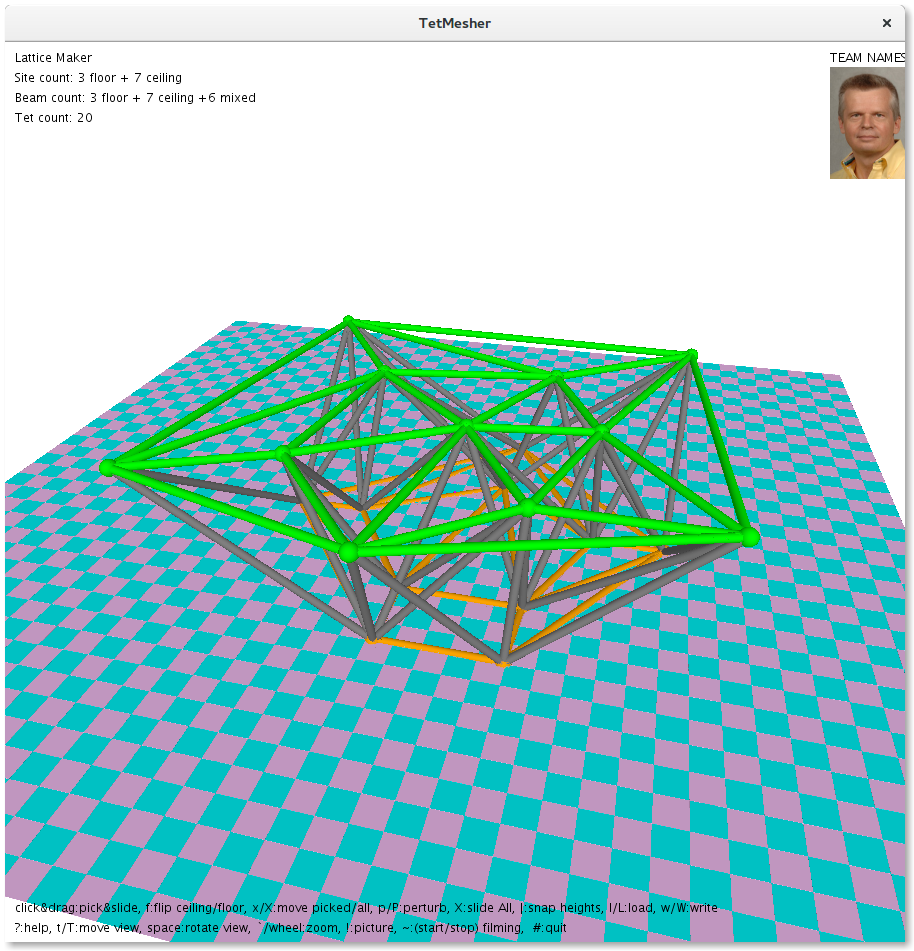 TetMesher
Lattice Maker
TEAM NAMES
Site count: 3 floor + 7 ceiling
Beam count: 3 floor + 7 ceiling +6 mixed
Tet count: 20
click&drag:pick&slide, f:flip ceiling/floor, x/X:move picked/all, p/P:perturb, X:slide All, |:snap heights, l/L:load, w/W:write
?:help, t/T:move view, space:rotate view, `/wheel:zoom, !:picture, ~:(start/stop) filming, #:quit